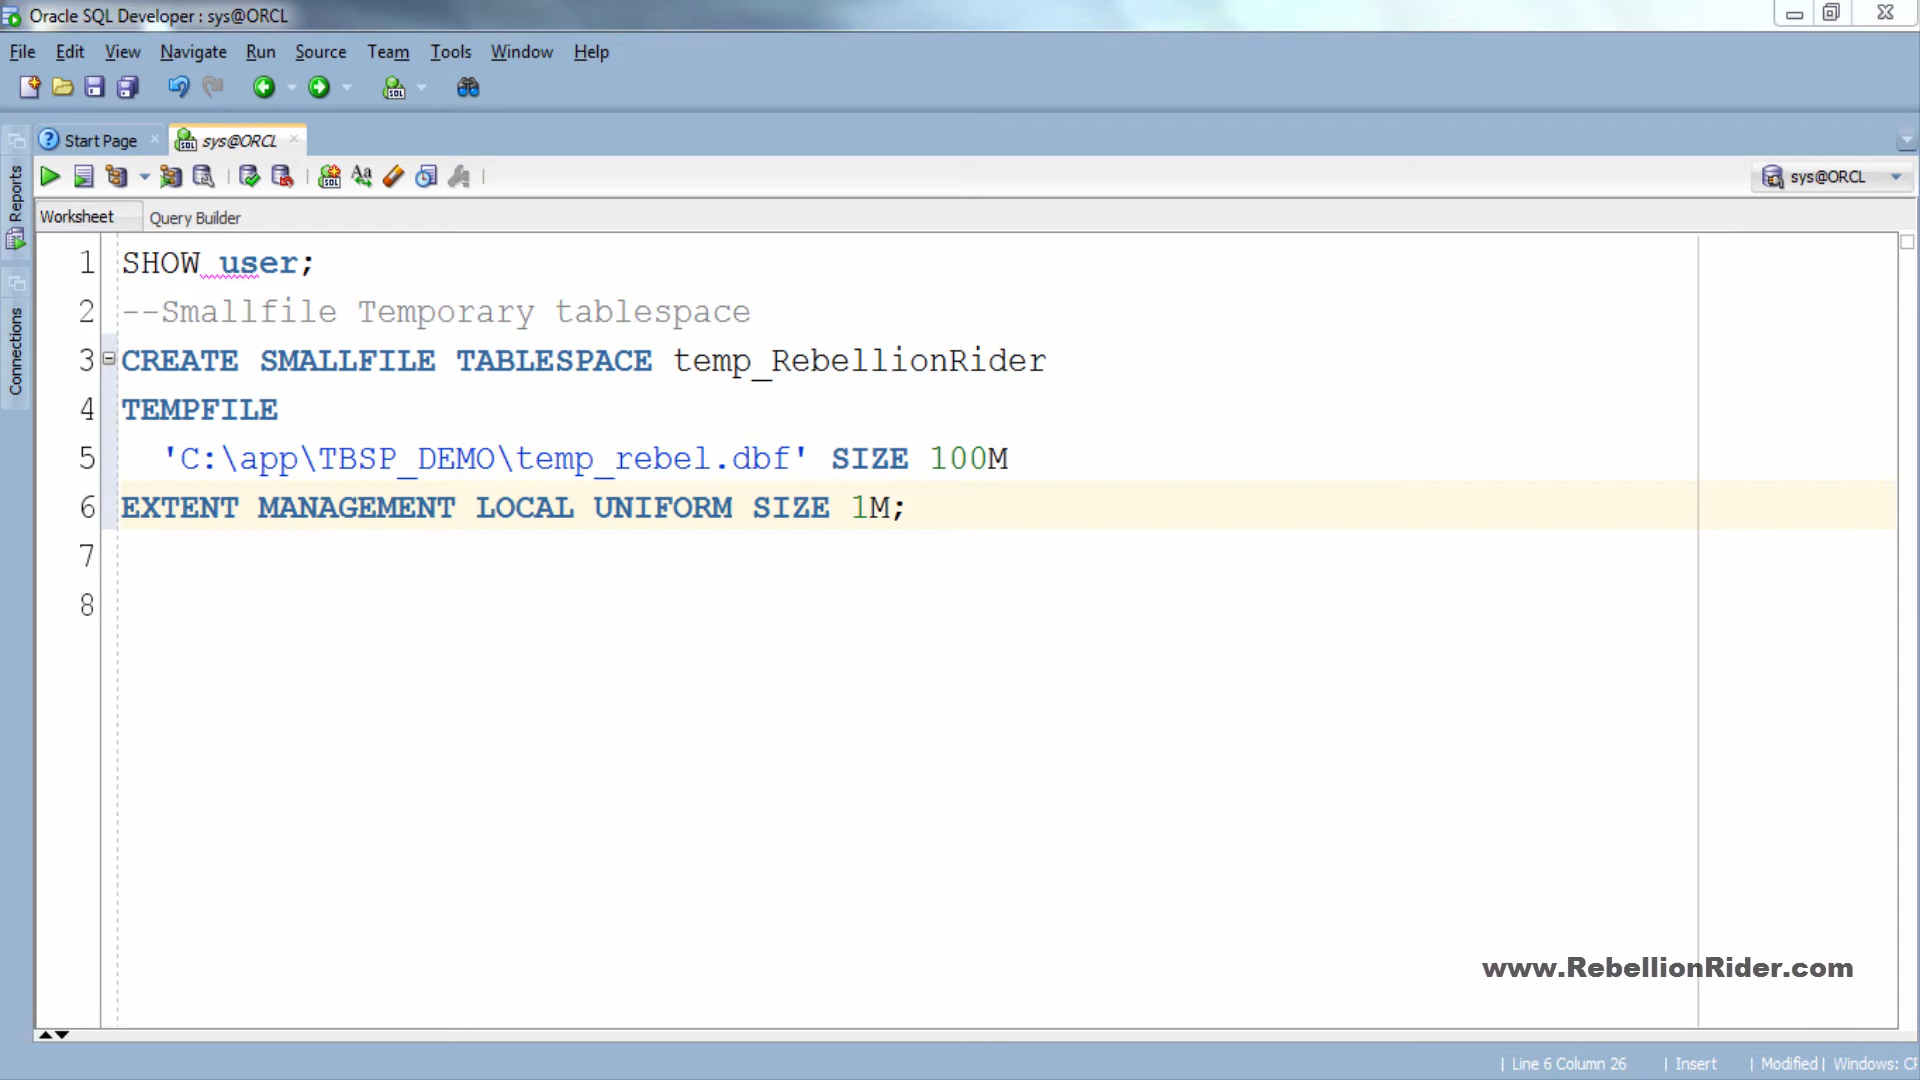 Oracle SQL Developer : sys@ORCL
File Edit View Navigate Run Source Team Tools Window Help
Start Page sys@ORCL
sys@ORCL
Worksheet Query Builder
Reports
Connections
1 SHOW user;
2 --Smallfile Temporary tablespace
3 CREATE SMALLFILE TABLESPACE temp_RebellionRider
4 TEMPFILE
5 'C:\app\TBSP_DEMO\temp_rebel.dbf' SIZE 100M
6 EXTENT MANAGEMENT LOCAL UNIFORM SIZE 1M;
7
8
www.RebellionRider.com
| Line 6 Column 26 | Insert | Modified | Windows: C